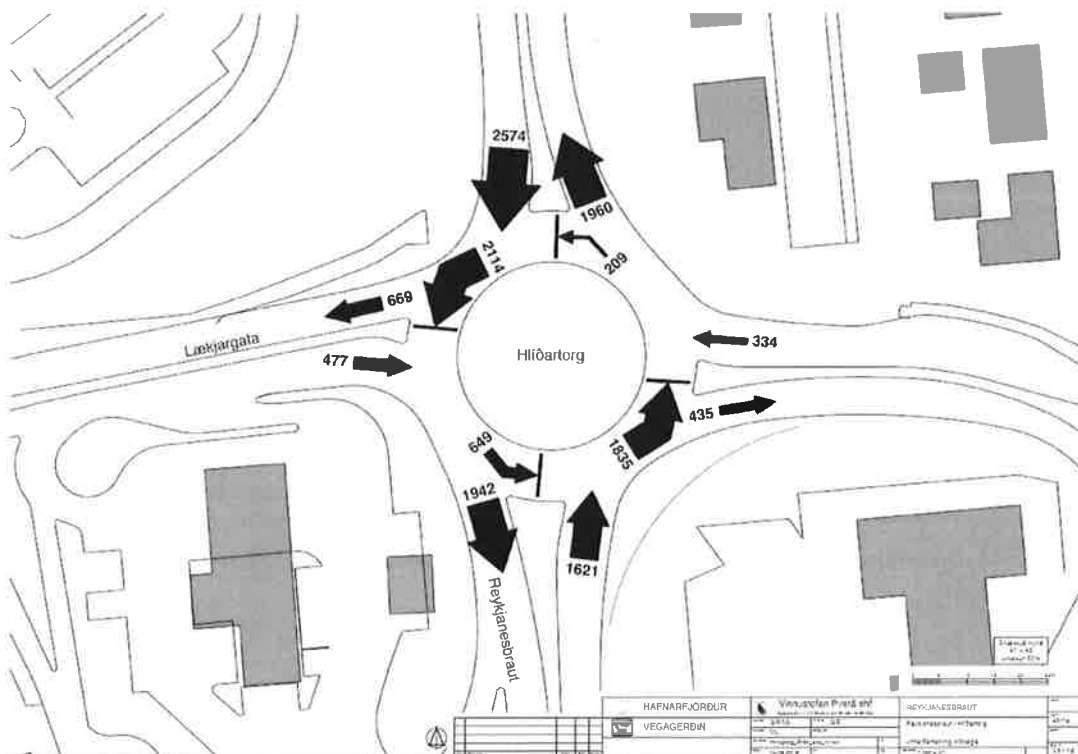 2574
1960
2114
209
669
Lækjargata
477
Hlíðartorg
334
435
649
1835
1942
1621
Reykjanesbraut
HAFNARFJÖRÐUR
VEGAGERÐIN
REYKJANESBRAUT